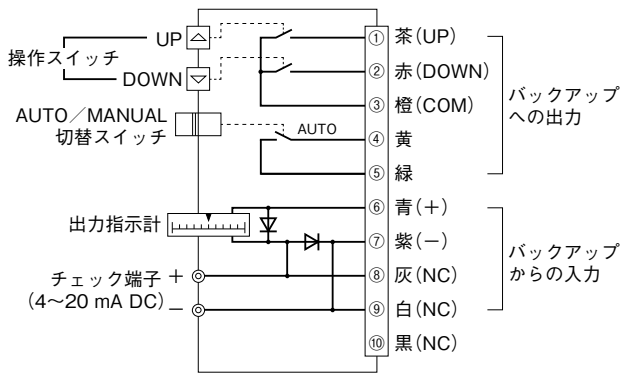 操作スイッチ
UP
DOWN
AUTO／MANUAL
切替スイッチ
AUTO
出力指示計
チェック端子
(4～20 mA DC)
＋
－
① 茶(UP)
② 赤(DOWN)
③ 橙(COM)
④ 黄
⑤ 緑
⑥ 青(＋)
⑦ 紫(－)
⑧ 灰(NC)
⑨ 白(NC)
⑩ 黒(NC)
バックアップ
への出力
バックアップ
からの入力